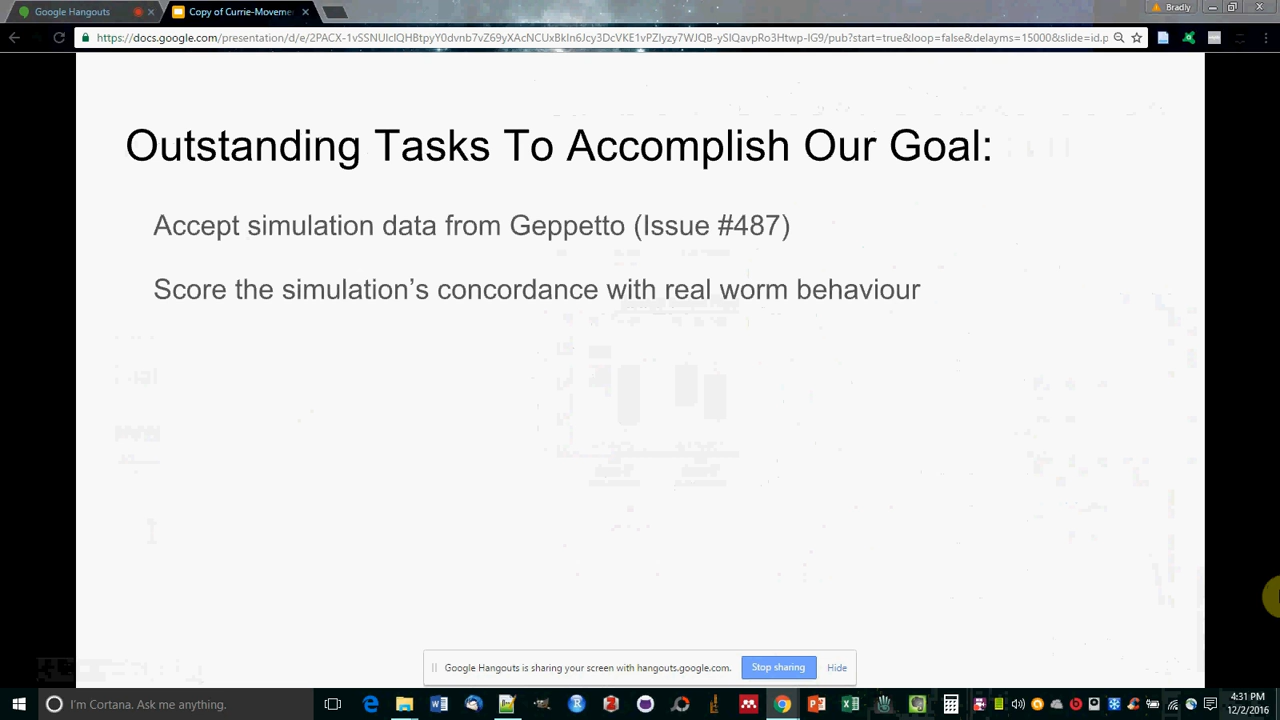 Google Hangouts
Copy of Currie-Moveme
Bradly
https://docs.google.com/presentation/d/e/2PACX-1vSSNUIcIQHBtpyY0dvnb7vZ69yXAcNCUxBkIn6Jcy3DcVKE1vPZlyzy7WJQB-ySIQavpRo3Htwp-IG9/pub?start=true&loop=false&delayms=15000&slide=id.p
Outstanding Tasks To Accomplish Our Goal:
Accept simulation data from Geppetto (Issue #487)
Score the simulation’s concordance with real worm behaviour
Google Hangouts is sharing your screen with hangouts.google.com.
Stop sharing
Hide
I'm Cortana. Ask me anything.
4:31 PM
12/2/2016